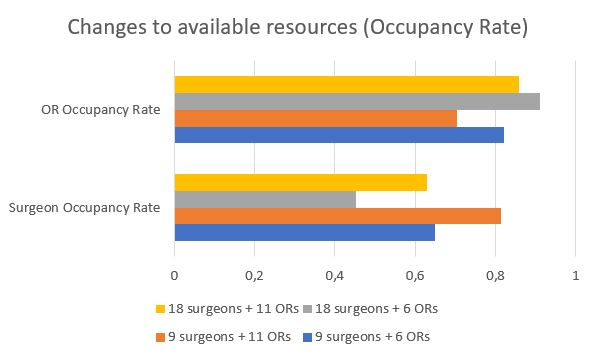 Changes to available resources (Occupancy Rate)
OR Occupancy Rate
Surgeon Occupancy Rate
0 0,2 0,4 0,6 0,8 1
18 surgeons + 11 ORs 18 surgeons + 6 ORs
9 surgeons + 11 ORs 9 surgeons + 6 ORs